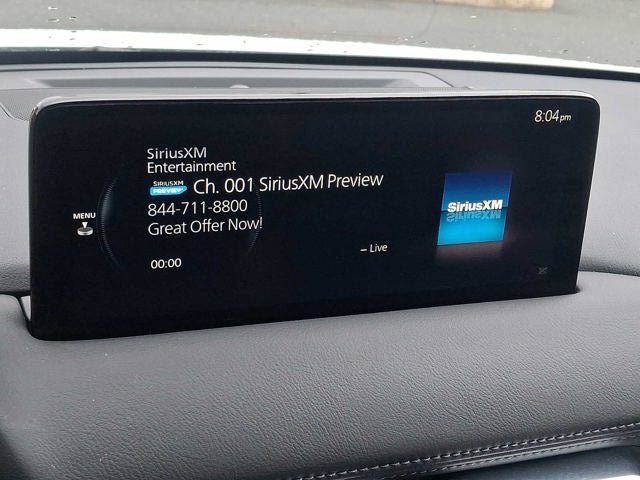 8:04pm
SiriusXM
Entertainment
SIRIUSXM
PREVIEW
Ch. 001 SiriusXM Preview
844-711-8800
Great Offer Now!
MENU
– Live
00:00
SiriusXM